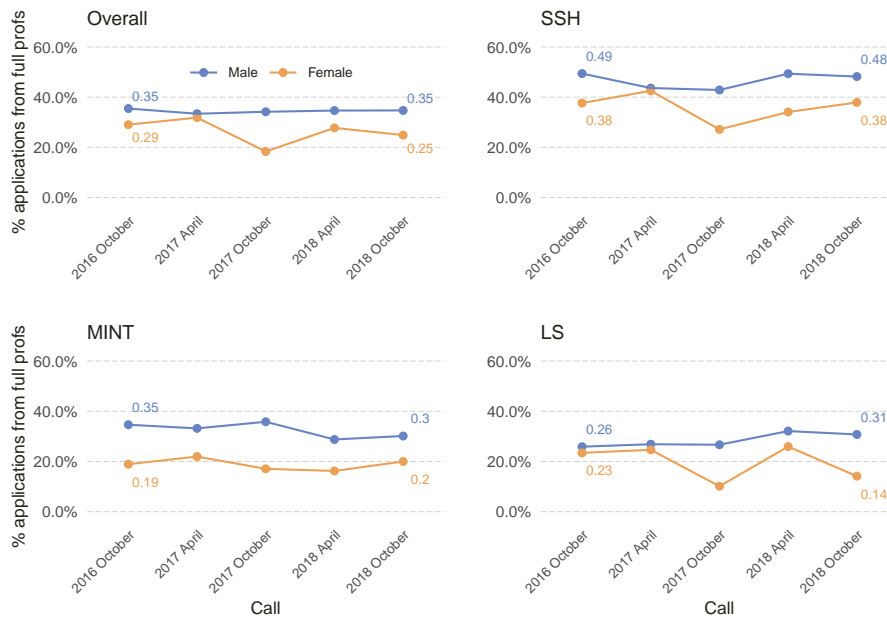 Overall
% applications from full profs
60.0%
40.0%
20.0%
0.0%
Male
Female
0.35
0.29
0.35
0.25
2016 October
2017 April
2017 October
2018 April
2018 October
SSH
60.0%
40.0%
20.0%
0.0%
0.49
0.38
0.48
0.38
2016 October
2017 April
2017 October
2018 April
2018 October
MINT
% applications from full profs
60.0%
40.0%
20.0%
0.0%
0.35
0.19
0.3
0.2
2016 October
2017 April
2017 October
2018 April
2018 October
Call
LS
60.0%
40.0%
20.0%
0.0%
0.26
0.23
0.31
0.14
2016 October
2017 April
2017 October
2018 April
2018 October
Call